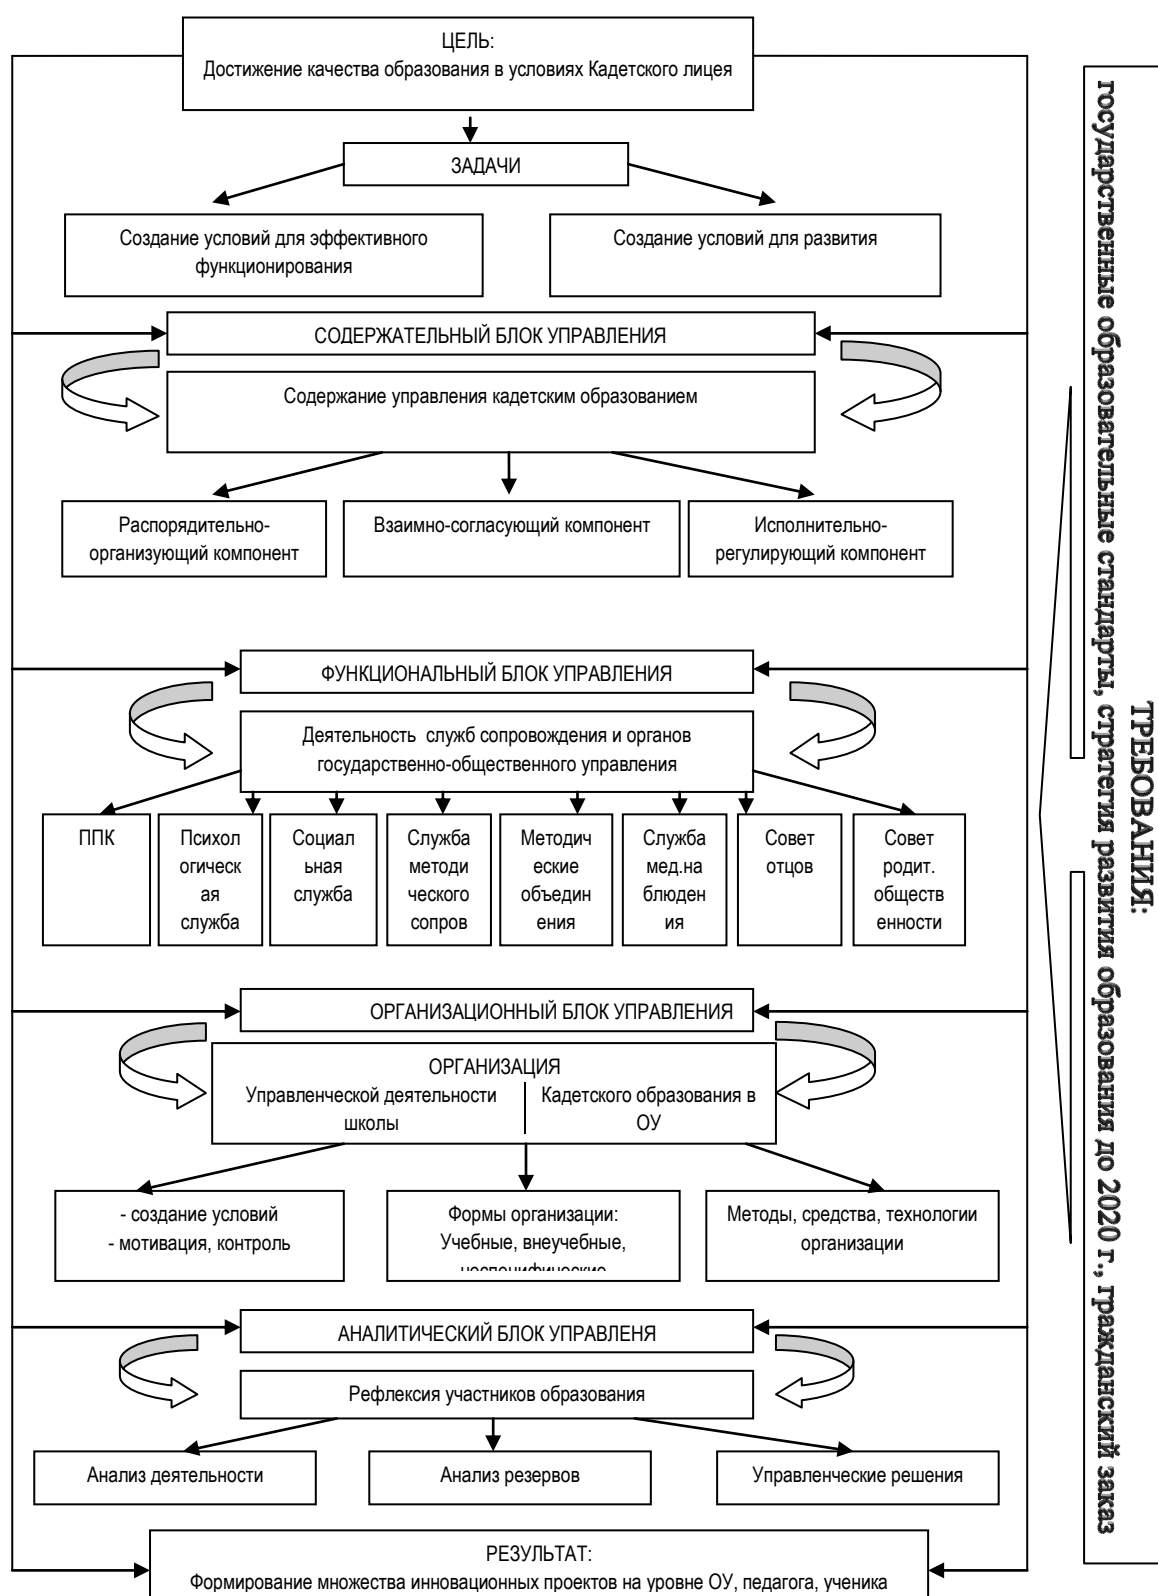 ЦЕЛЬ:
Достижение качества образования в условиях Кадетского лицея
ЗАДАЧИ
Создание условий для эффективного
функционирования
Создание условий для развития
СОДЕРЖАТЕЛЬНЫЙ БЛОК УПРАВЛЕНИЯ
Содержание управления кадетским образованием
Распорядительно-
организующий компонент
Взаимно-согласующий компонент
Исполнительно-
регулирующий компонент
ФУНКЦИОНАЛЬНЫЙ БЛОК УПРАВЛЕНИЯ
Деятельность служб сопровождения и органов
государственно-общественного управления
ППК
Психол
огическ
ая
служба
Социал
ьная
служба
Служба
методи
ческого
сопров
Методич
еские
объедин
ения
Служба
мед.на
блюден
ия
Совет
отцов
Совет
родит.
обществ
енности
ОРГАНИЗАЦИОННЫЙ БЛОК УПРАВЛЕНИЯ
ОРГАНИЗАЦИЯ
Управленческой деятельности
школы
Кадетского образования в
ОУ
- создание условий
- мотивация, контроль
Формы организации:
Учебные, внеучебные,
неспецифические
Методы, средства, технологии
организации
АНАЛИТИЧЕСКИЙ БЛОК УПРАВЛЕНЯ
Рефлексия участников образования
Анализ деятельности
Анализ резервов
Управленческие решения
РЕЗУЛЬТАТ:
Формирование множества инновационных проектов на уровне ОУ, педагога, ученика
ТРЕБОВАНИЯ:
государственные образовательные стандарты, стратегия развития образования до 2020 г., гражданский заказ